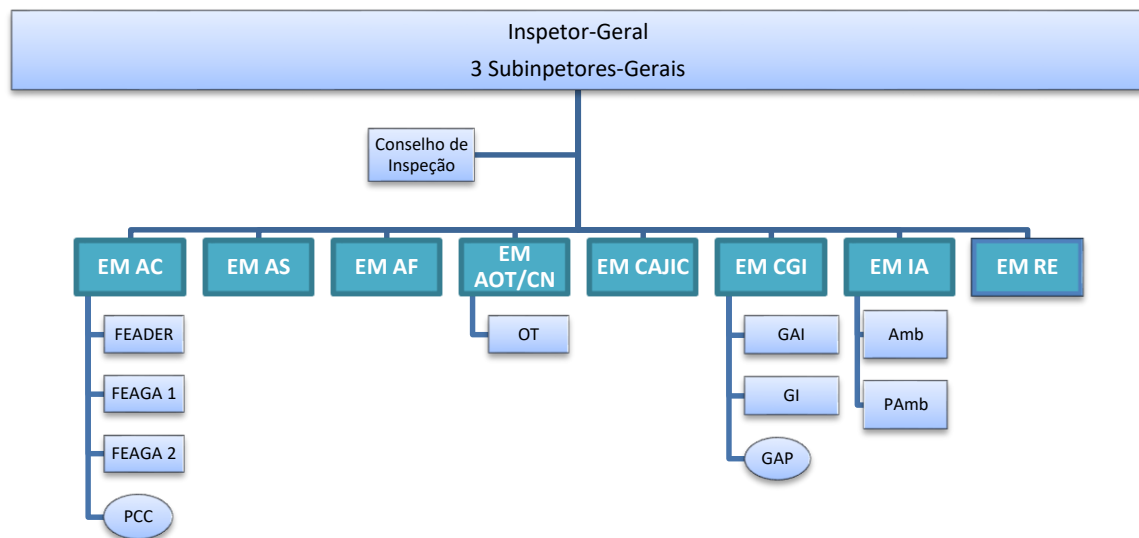 Inspetor-Geral
3 Subinpetores-Gerais
Conselho de
Inspeção
EM AC
EM AS
EM AF
EM
AOT/CN
EM CAJIC
EM CGI
EM IA
EM RE
FEADER
FEAGA 1
FEAGA 2
PCC
OT
GAI
GI
GAP
Amb
PAmb